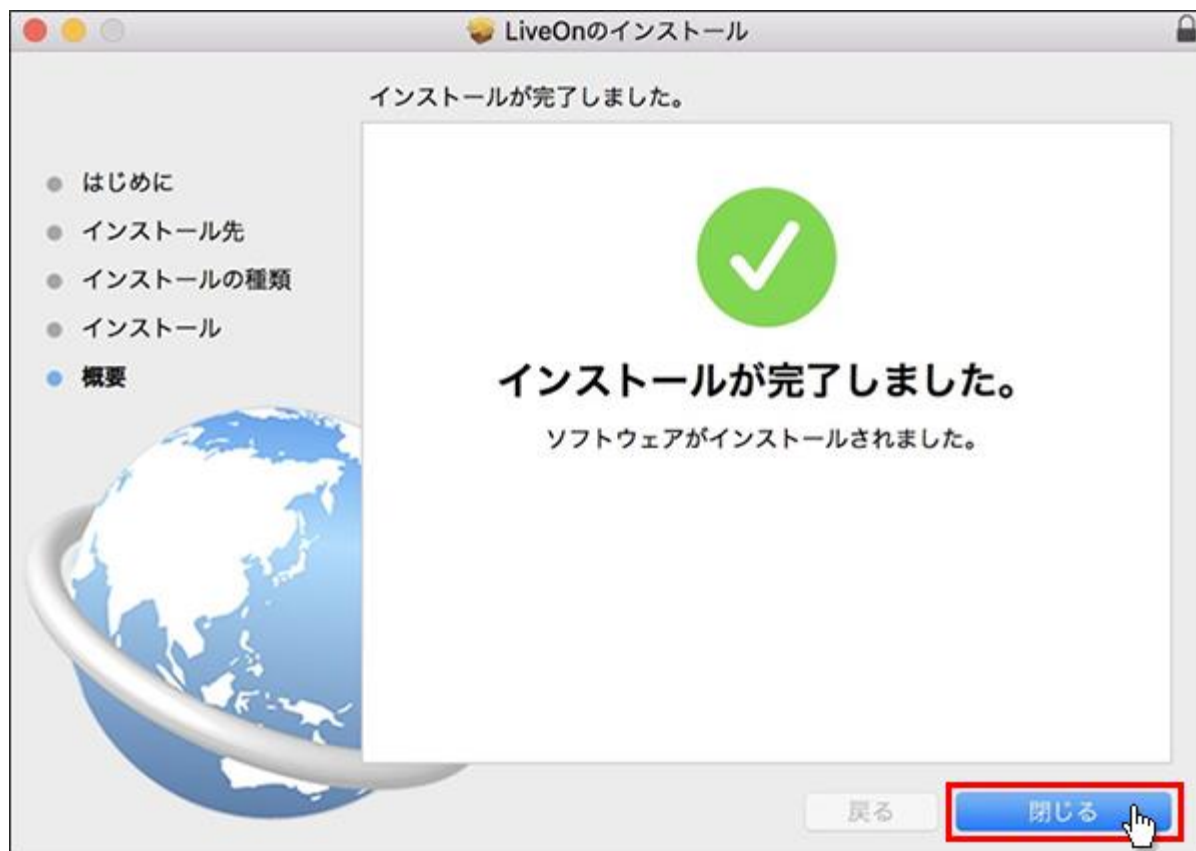 LiveOnのインストール
インストールが完了しました。
はじめに
インストール先
インストールの種類
インストール
概要
インストールが完了しました。
ソフトウェアがインストールされました。
戻る
閉じる